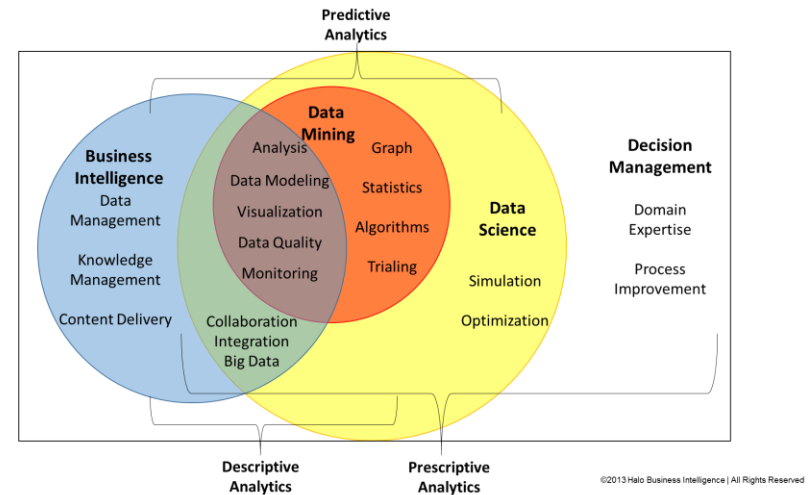 Predictive
Analytics
Data
Mining
Business
Intelligence
Data
Management
Knowledge
Management
Content Delivery
Analysis
Data Modeling
Visualization
Data Quality
Monitoring
Collaboration
Integration
Big Data
Graph
Statistics
Algorithms
Trialing
Data
Science
Simulation
Optimization
Decision
Management
Domain
Expertise
Process
Improvement
Descriptive
Analytics
Prescriptive
Analytics
©2013 Halo Business Intelligence | All Rights Reserved